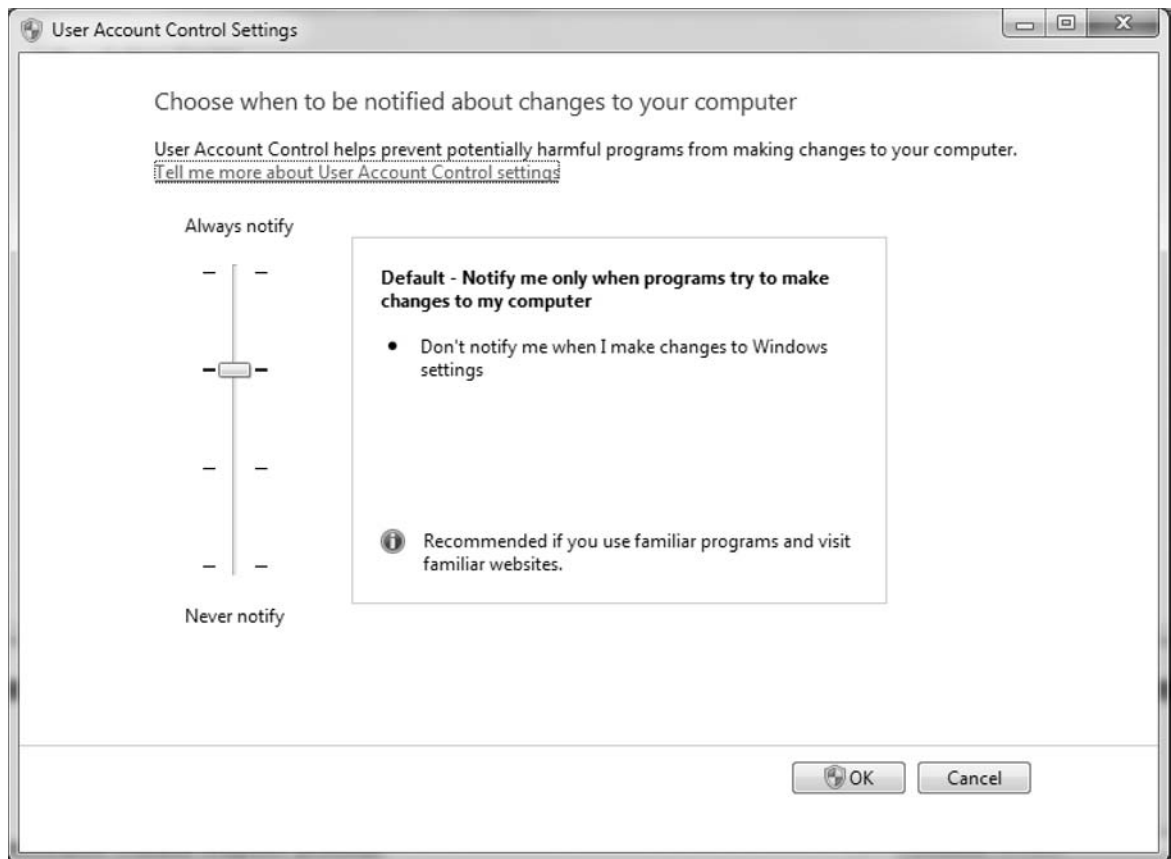 User Account Control Settings
Choose when to be notified about changes to your computer
User Account Control helps prevent potentially harmful programs from making changes to your computer.
Tell me more about User Account Control settings
Always notify
Default - Notify me only when programs try to make
changes to my computer
• Don't notify me when I make changes to Windows
settings
Recommended if you use familiar programs and visit
familiar websites.
Never notify
OK
Cancel